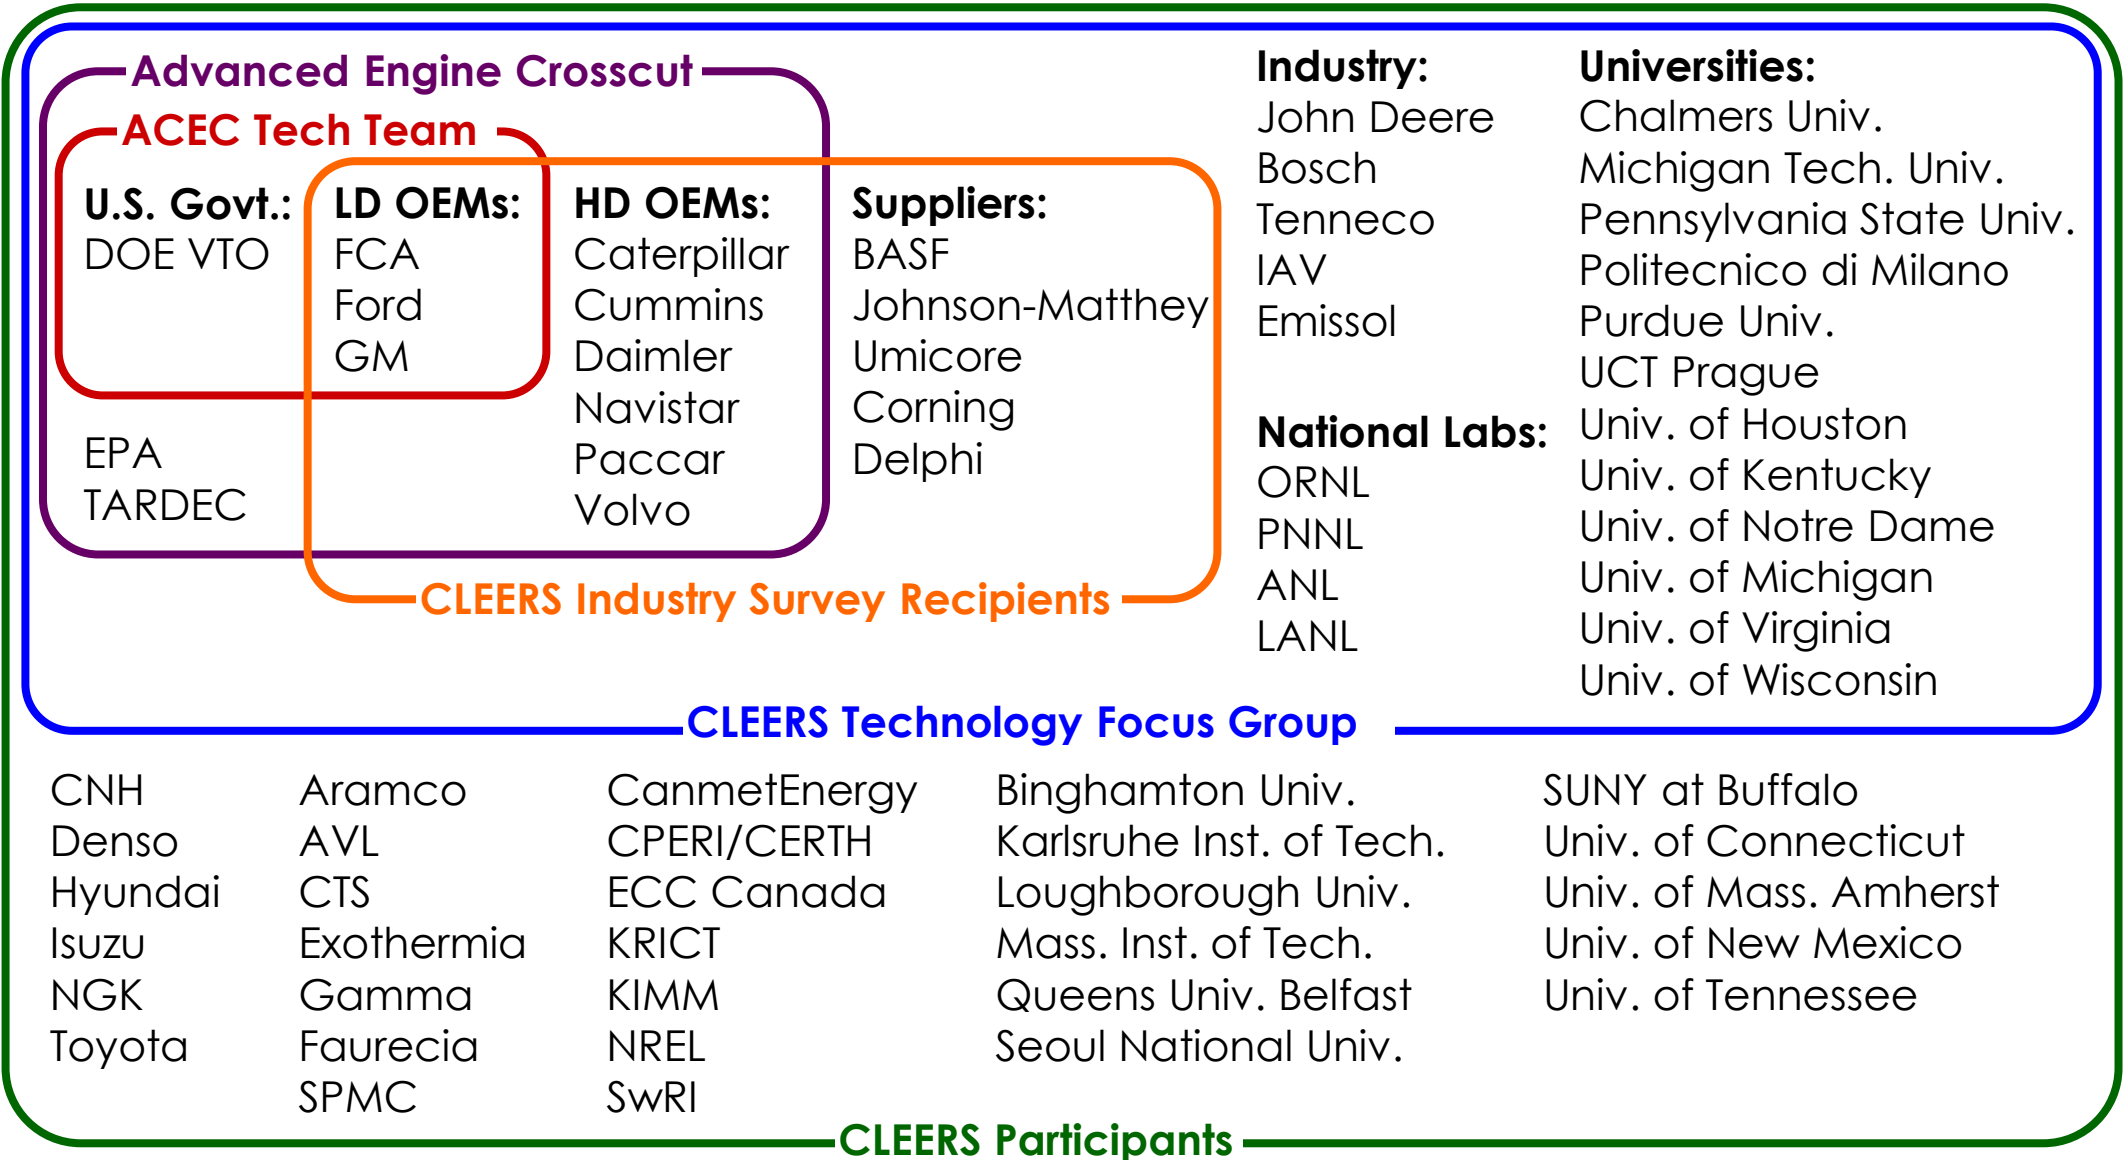 Advanced Engine Crosscut
ACEC Tech Team
U.S. Govt.:
DOE VTO
EPA
TARDEC
LD OEMs:
FCA
Ford
GM
HD OEMs:
Caterpillar
Cummins
Daimler
Navistar
Paccar
Volvo
Suppliers:
BASF
Johnson-Matthey
Umicore
Corning
Delphi
CLEERS Industry Survey Recipients
Industry:
John Deere
Bosch
Tenneco
IAV
Emissol
National Labs:
ORNL
PNNL
ANL
LANL
Universities:
Chalmers Univ.
Michigan Tech. Univ.
Pennsylvania State Univ.
Politecnico di Milano
Purdue Univ.
UCT Prague
Univ. of Houston
Univ. of Kentucky
Univ. of Notre Dame
Univ. of Michigan
Univ. of Virginia
Univ. of Wisconsin
CLEERS Technology Focus Group
CNH
Denso
Hyundai
Isuzu
NGK
Toyota
Aramco
AVL
CTS
Exothermia
Gamma
Faurecia
SPMC
CanmetEnergy
CPERI/CERTH
ECC Canada
KRICT
KIMM
NREL
SwRI
Binghamton Univ.
Karlsruhe Inst. of Tech.
Loughborough Univ.
Mass. Inst. of Tech.
Queens Univ. Belfast
Seoul National Univ.
SUNY at Buffalo
Univ. of Connecticut
Univ. of Mass. Amherst
Univ. of New Mexico
Univ. of Tennessee
CLEERS Participants